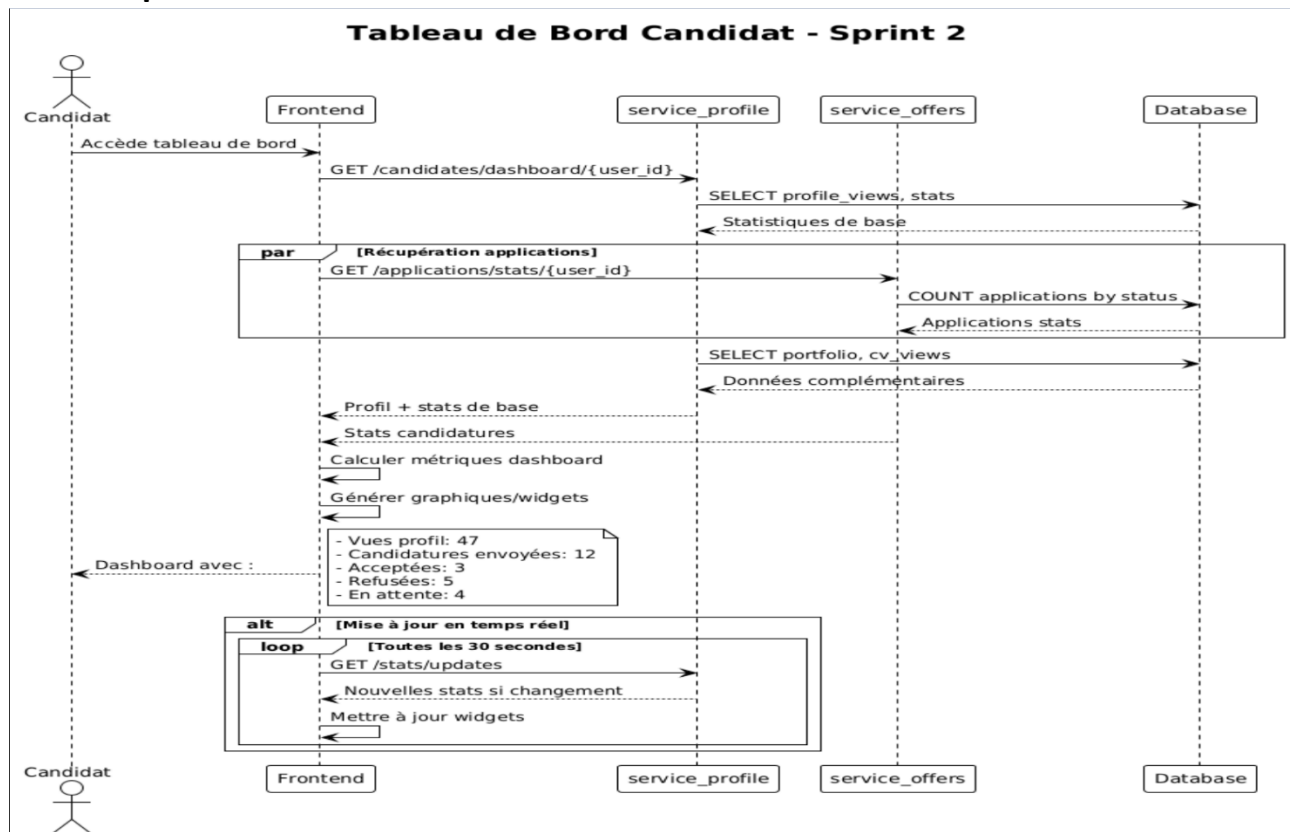 Tableau de Bord Candidat - Sprint 2
Candidat
Frontend
service_profile
service_offers
Database
Accède tableau de bord
GET /candidates/dashboard/{user_id}
SELECT profile_views, stats
Statistiques de base
par [Récupération applications]
GET /applications/stats/{user_id}
COUNT applications by status
Applications stats
SELECT portfolio, cv_views
Données complémentaires
Profil + stats de base
Stats candidatures
Calculer métriques dashboard
Générer graphiques/widgets
- Vues profil: 47
- Candidatures envoyées: 12
- Acceptées: 3
- Refusées: 5
- En attente: 4
Dashboard avec :
alt [Mise à jour en temps réel]
loop [Toutes les 30 secondes]
GET /stats/updates
Nouvelles stats si changement
Mettre à jour widgets
Candidat
Frontend
service_profile
service_offers
Database